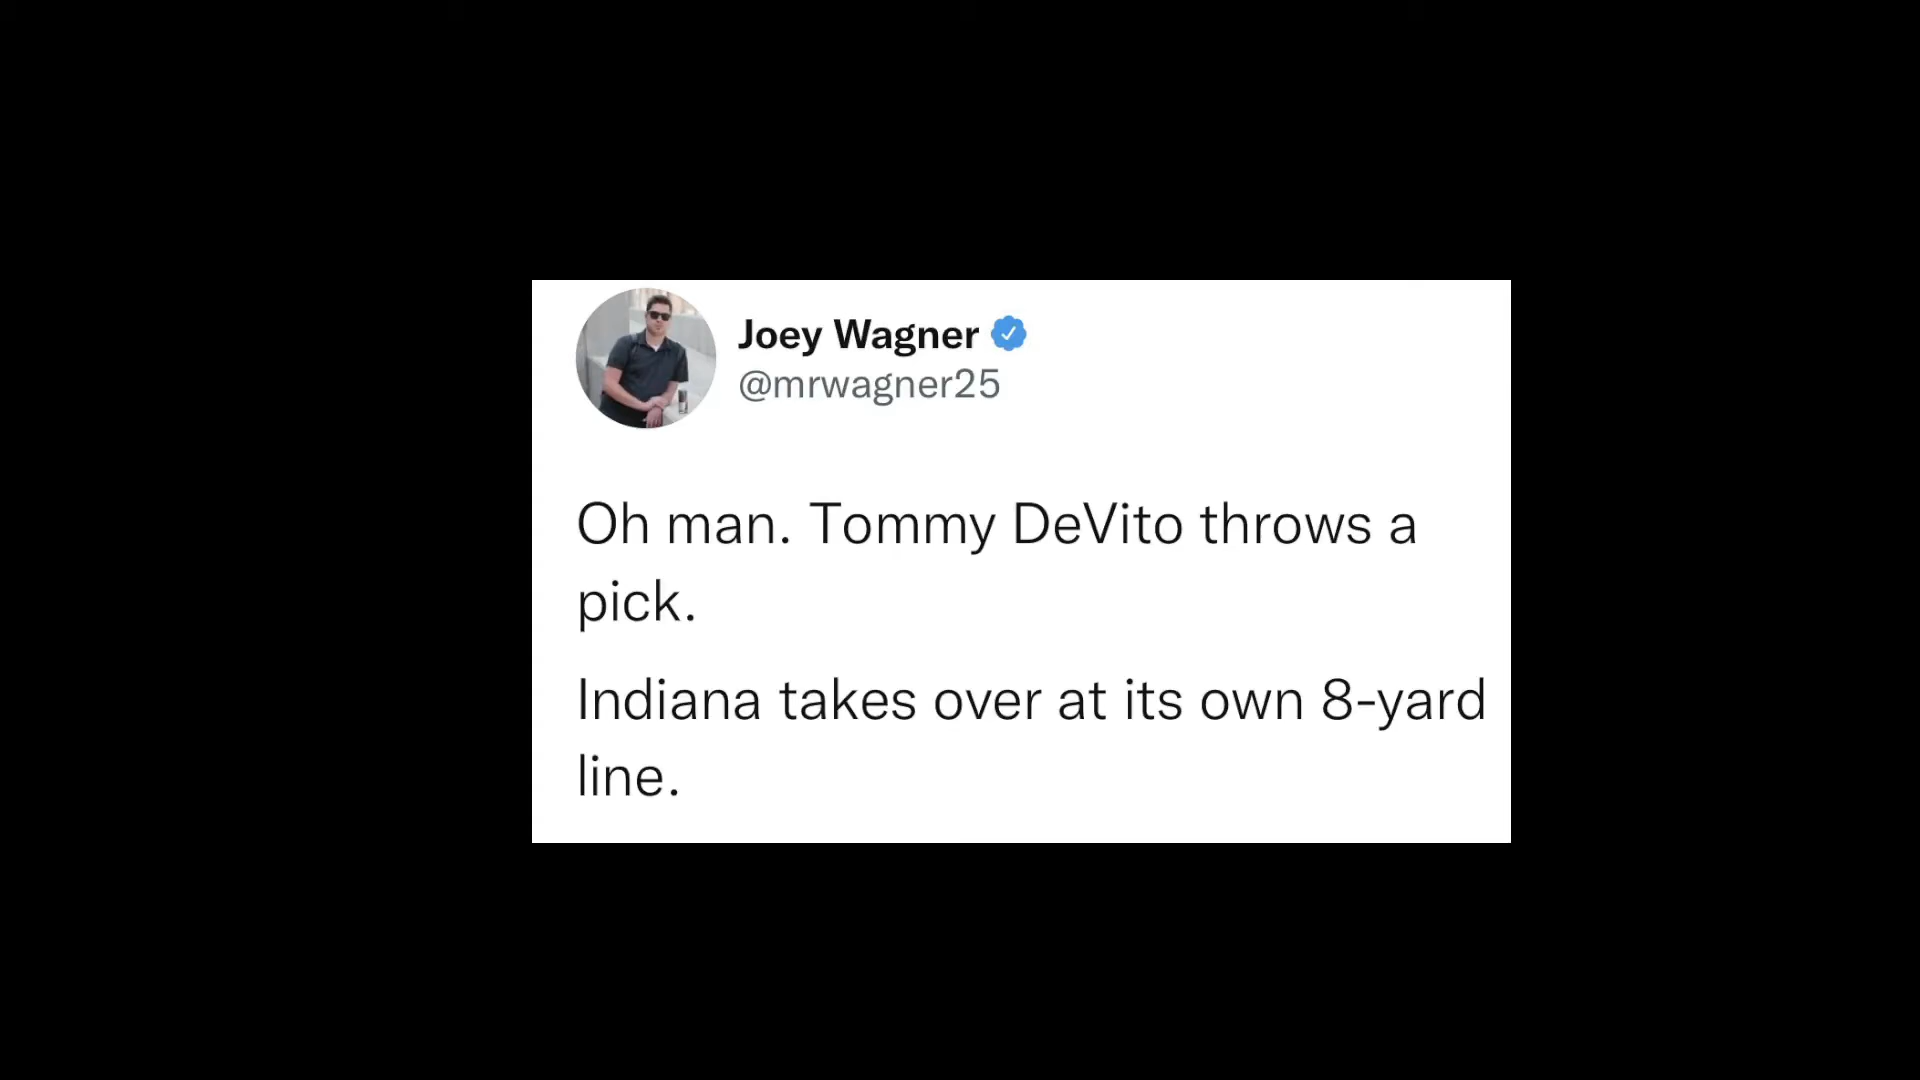 Joey Wagner
@mrwagner25
Oh man. Tommy DeVito throws a
pick.
Indiana takes over at its own 8-yard
line.